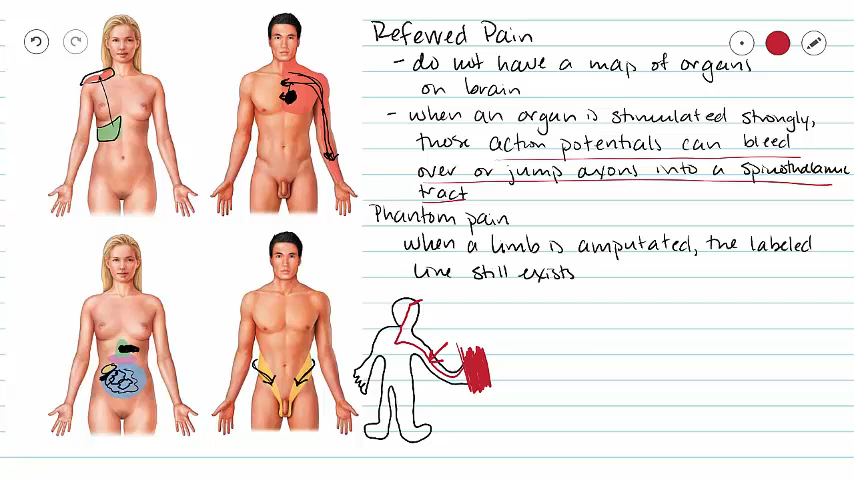 Referred Pain
- do not have a map of organs
on brain
- when an organ is stimulated strongly,
those action potentials can bleed
over or jump axons into a spinothalamic
tract
Phantom pain
when a limb is amputated, the labeled
line still exists